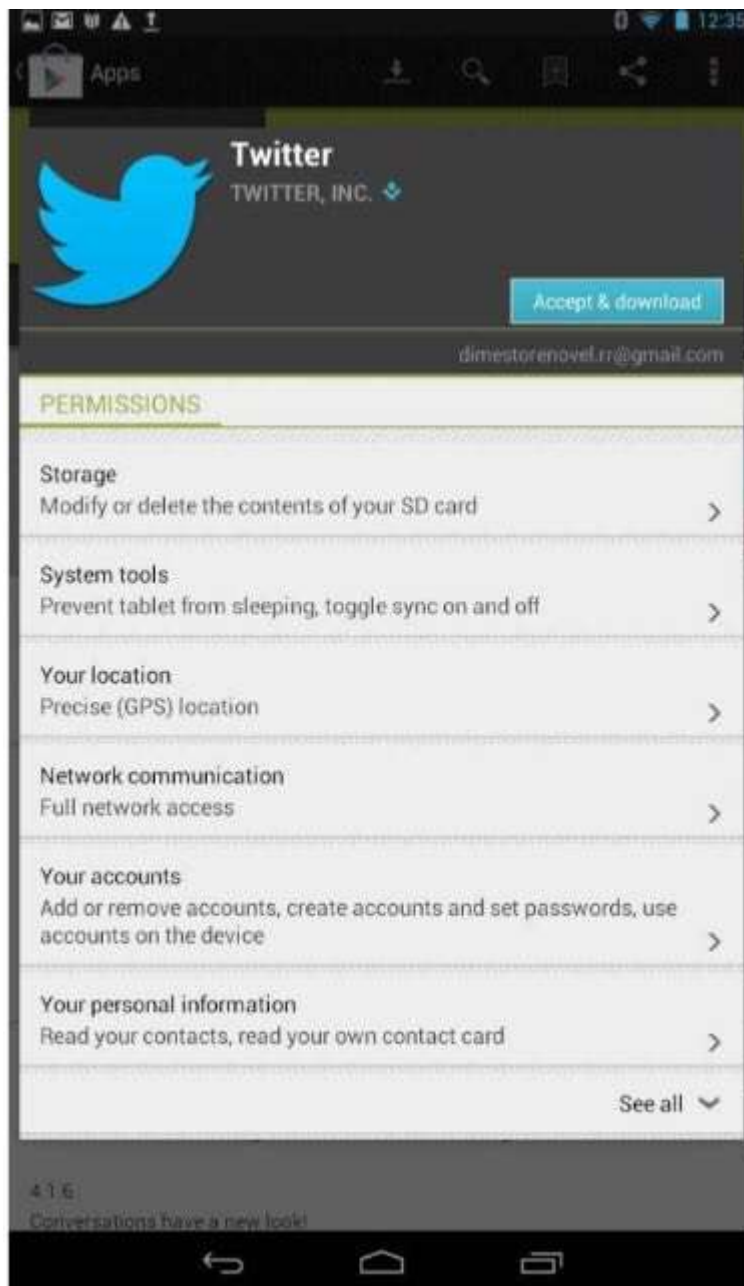 12:35
Apps
Twitter
TWITTER, INC.
Accept & download
dimestorenovel.rr@gmail.com
PERMISSIONS
Storage
Modify or delete the contents of your SD card
System tools
Prevent tablet from sleeping, toggle sync on and off
Your location
Precise (GPS) location
Network communication
Full network access
Your accounts
Add or remove accounts, create accounts and set passwords, use
accounts on the device
Your personal information
Read your contacts, read your own contact card
See all
4.1.6
Conversations have a new look!